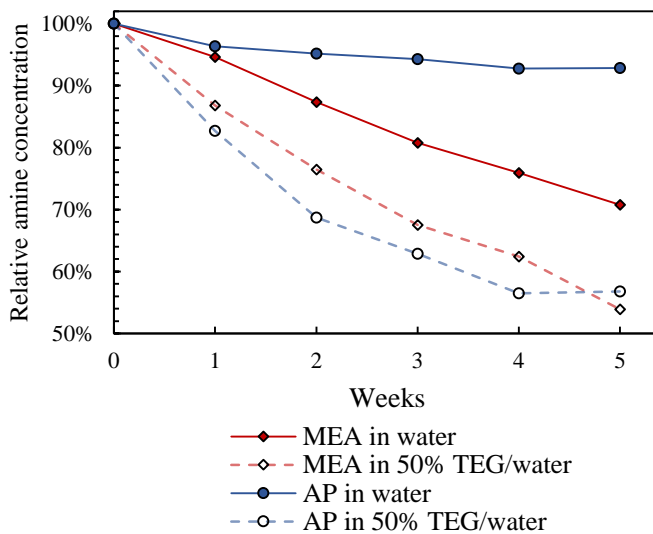 Relative amine concentration
100%
90%
80%
70%
60%
50%
0 1 2 3 4 5
Weeks
MEA in water
MEA in 50% TEG/water
AP in water
AP in 50% TEG/water